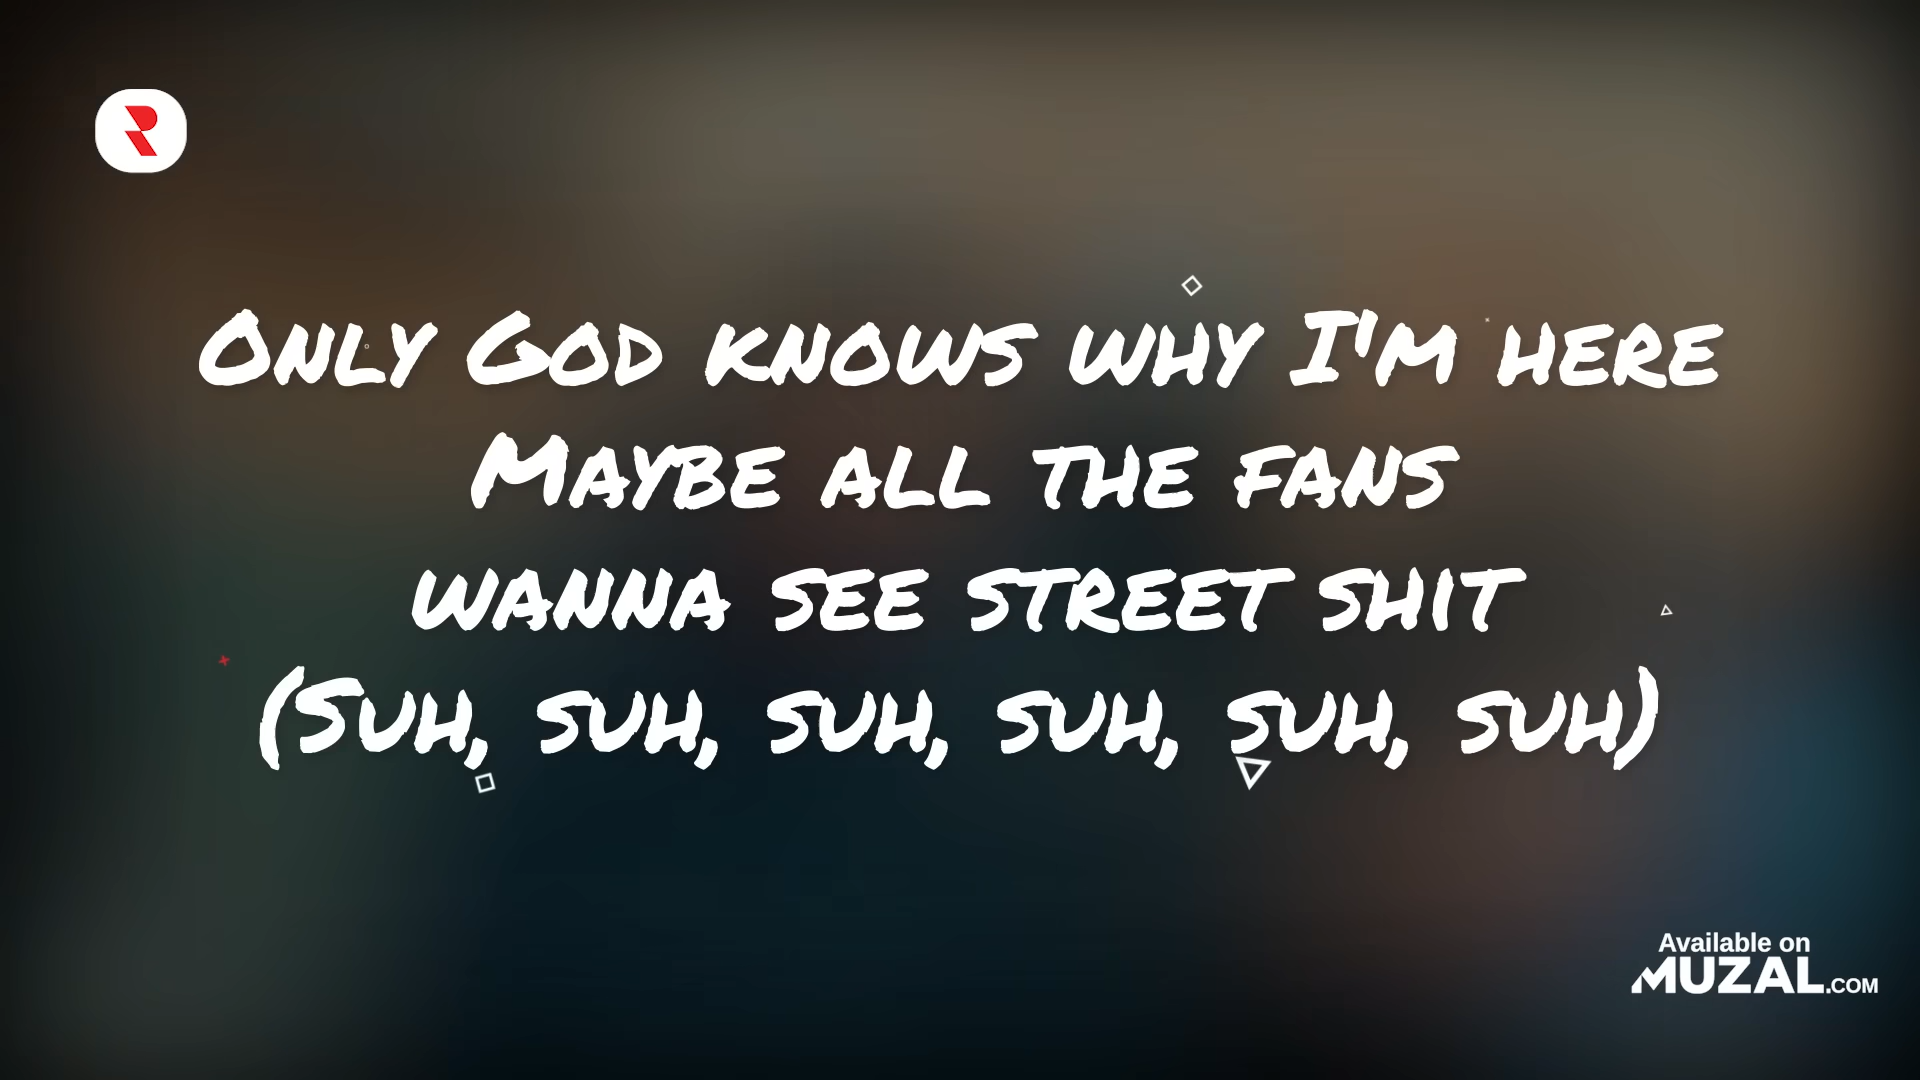 Only God knows why I'm here
Maybe all the fans
wanna see street shit
(Suh, suh, suh, suh, suh, suh)
Available on
MUZAL.COM